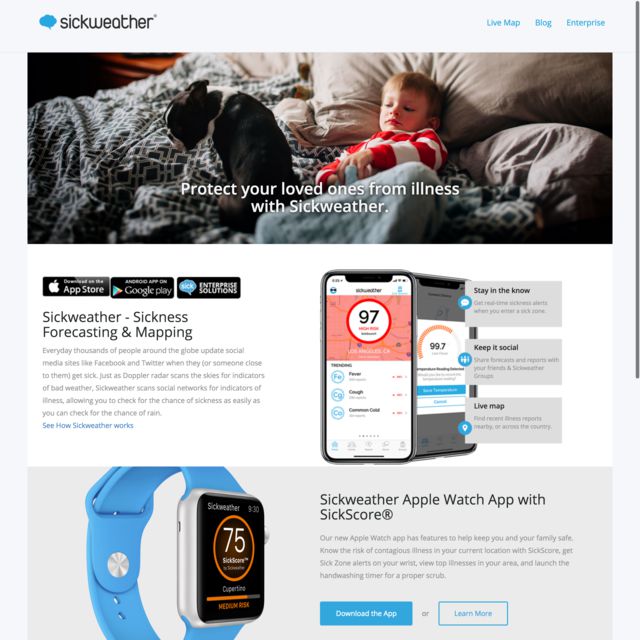 sickweather®
Live Map
Blog
Enterprise
Protect your loved ones from illness
with Sickweather.
Download on the
App Store
ANDROID APP ON
Google play
sick
ENTERPRISE
SOLUTIONS
Sickweather - Sickness
Forecasting & Mapping
Everyday thousands of people around the globe update social
media sites like Facebook and Twitter when they (or someone close
to them) get sick. Just as Doppler radar scans the skies for indicators
of bad weather, Sickweather scans social networks for indicators of
illness, allowing you to check for the chance of sickness as easily as
you can check for the chance of rain.
See How Sickweather works
sickweather
97
HIGH RISK
LOS ANGELES, CA
TRENDING
Fe
Fever
Cg
Cough
Co
Common Cold
99.7
Low Fever
Temperature Reading Detected
Save Temperature
Cancel
Stay in the know
Get real-time sickness alerts
when you enter a sick zone.
Keep it social
Share forecasts and reports with
your friends & Sickweather
Groups
Live map
Find recent illness reports
nearby, or across the country.
Sickweather 9:30
75
SickScore™
by Sickweather
Cupertino
MEDIUM RISK
Sickweather Apple Watch App with
SickScore®
Our new Apple Watch app has features to help keep you and your family safe.
Know the risk of contagious illness in your current location with SickScore, get
Sick Zone alerts on your wrist, view top illnesses in your area, and launch the
handwashing timer for a proper scrub.
Download the App
or
Learn More